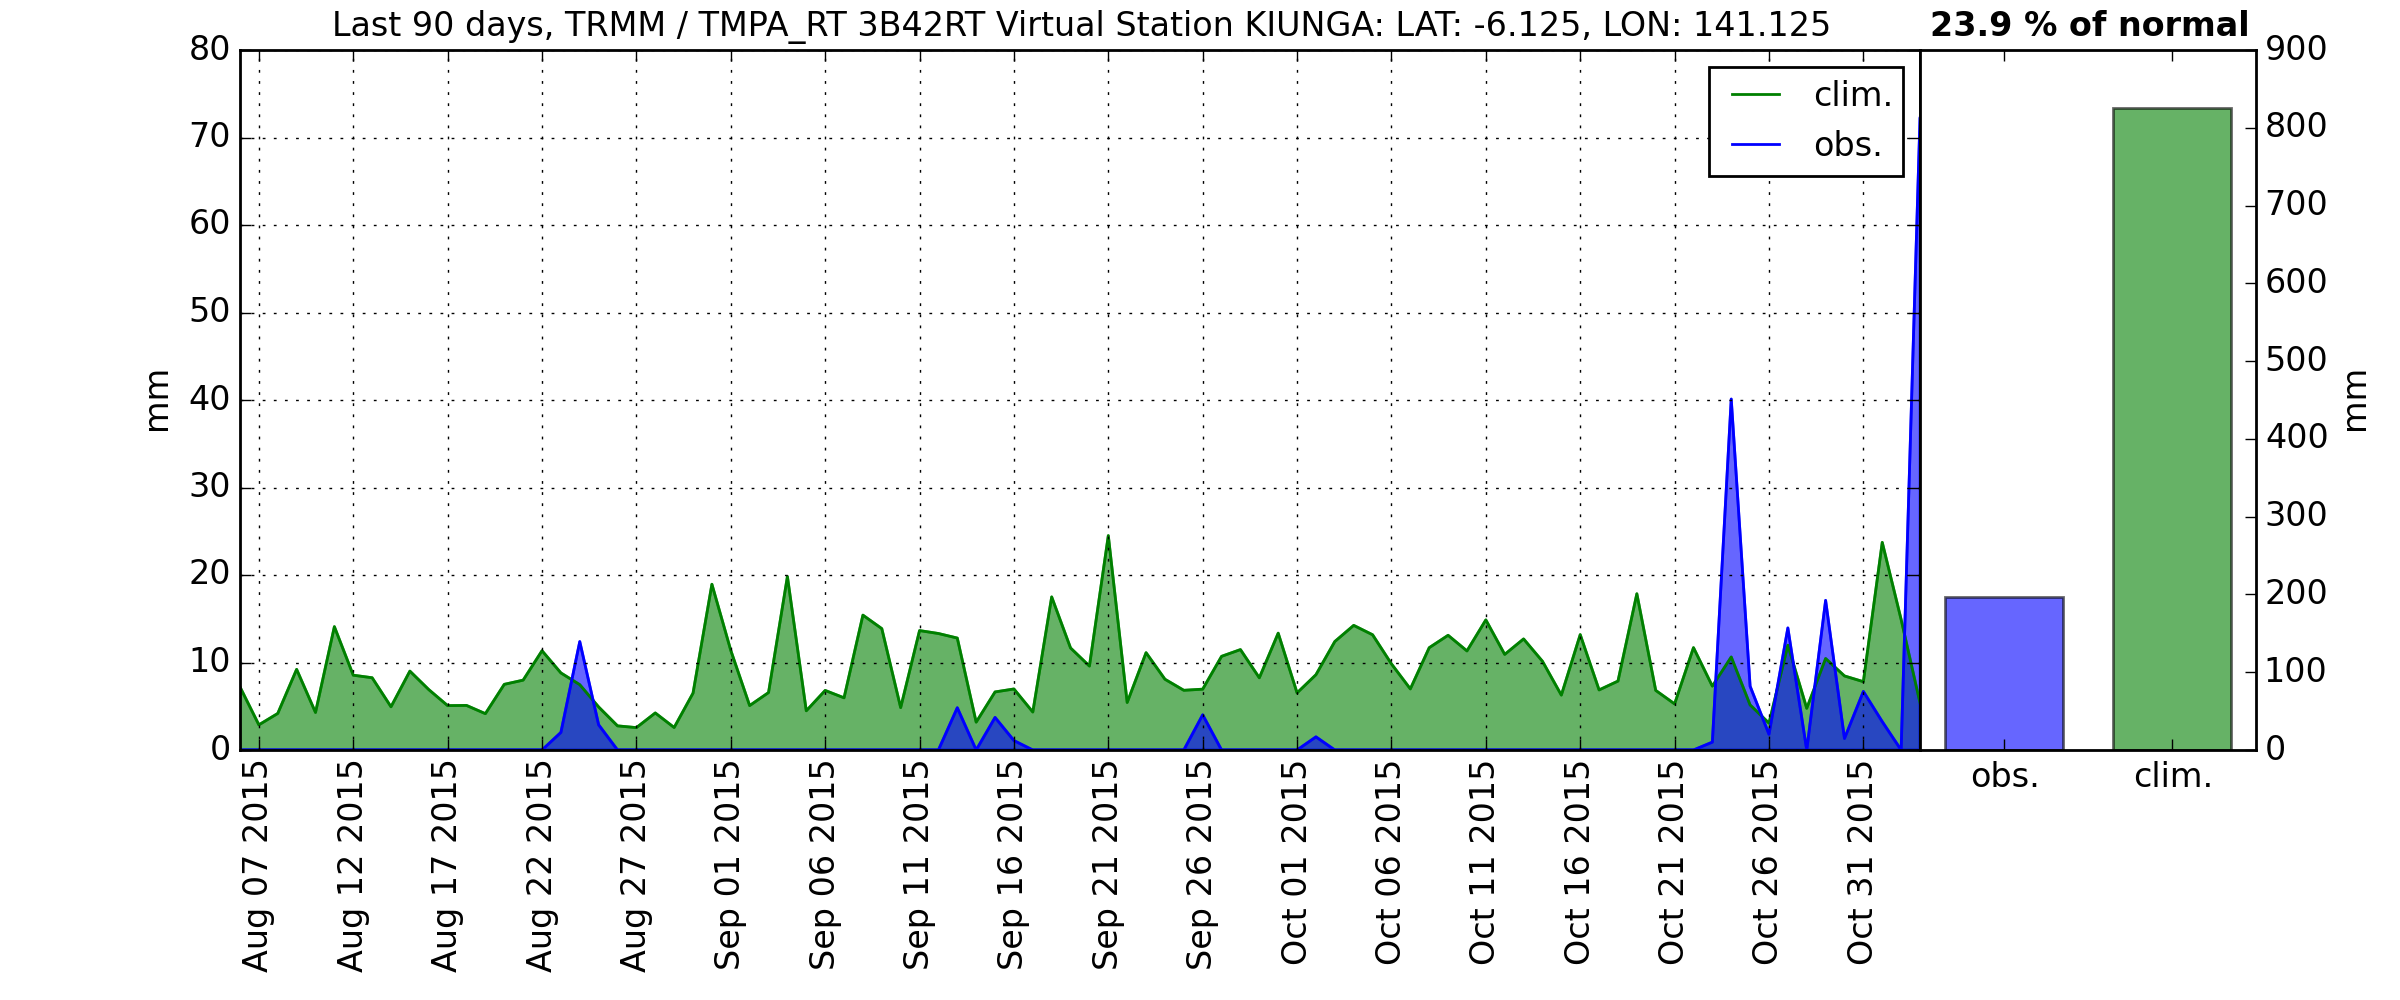 Last 90 days, TRMM / TMPA_RT 3B42RT Virtual Station KIUNGA: LAT: -6.125, LON: 141.125
23.9 % of normal
80
70
60
50
40
30
20
10
0
mm
clim.
obs.
900
800
700
600
500
400
300
200
100
0
mm
Aug 07 2015
Aug 12 2015
Aug 17 2015
Aug 22 2015
Aug 27 2015
Sep 01 2015
Sep 06 2015
Sep 11 2015
Sep 16 2015
Sep 21 2015
Sep 26 2015
Oct 01 2015
Oct 06 2015
Oct 11 2015
Oct 16 2015
Oct 21 2015
Oct 26 2015
Oct 31 2015
obs.
clim.